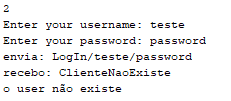 2
Enter your username: teste
Enter your password: password
envia: LogIn/teste/password
recebo: ClienteNaoExiste
o user não existe